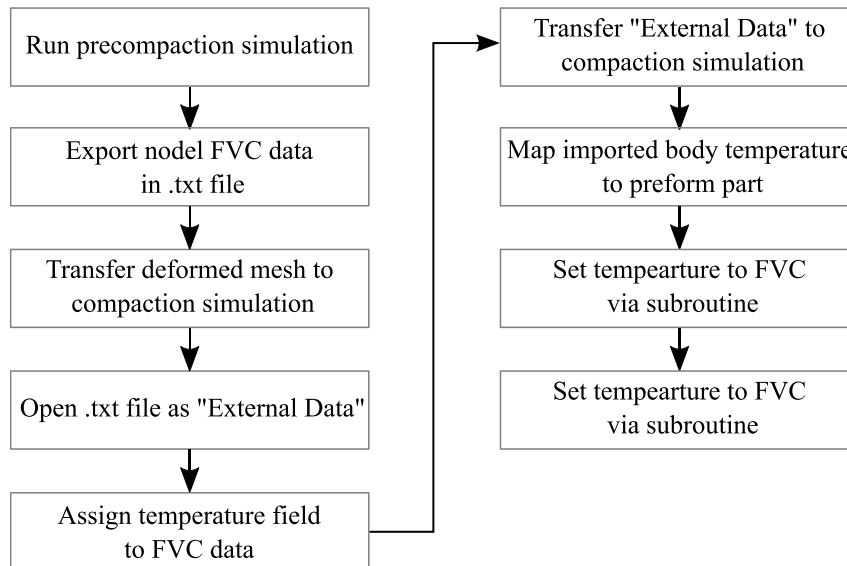 Run precompaction simulation
Export nodel FVC data
in .txt file
Transfer deformed mesh to
compaction simulation
Open .txt file as "External Data"
Assign temperature field
to FVC data
Transfer "External Data" to
compaction simulation
Map imported body temperature
to preform part
Set tempearture to FVC
via subroutine
Set tempearture to FVC
via subroutine